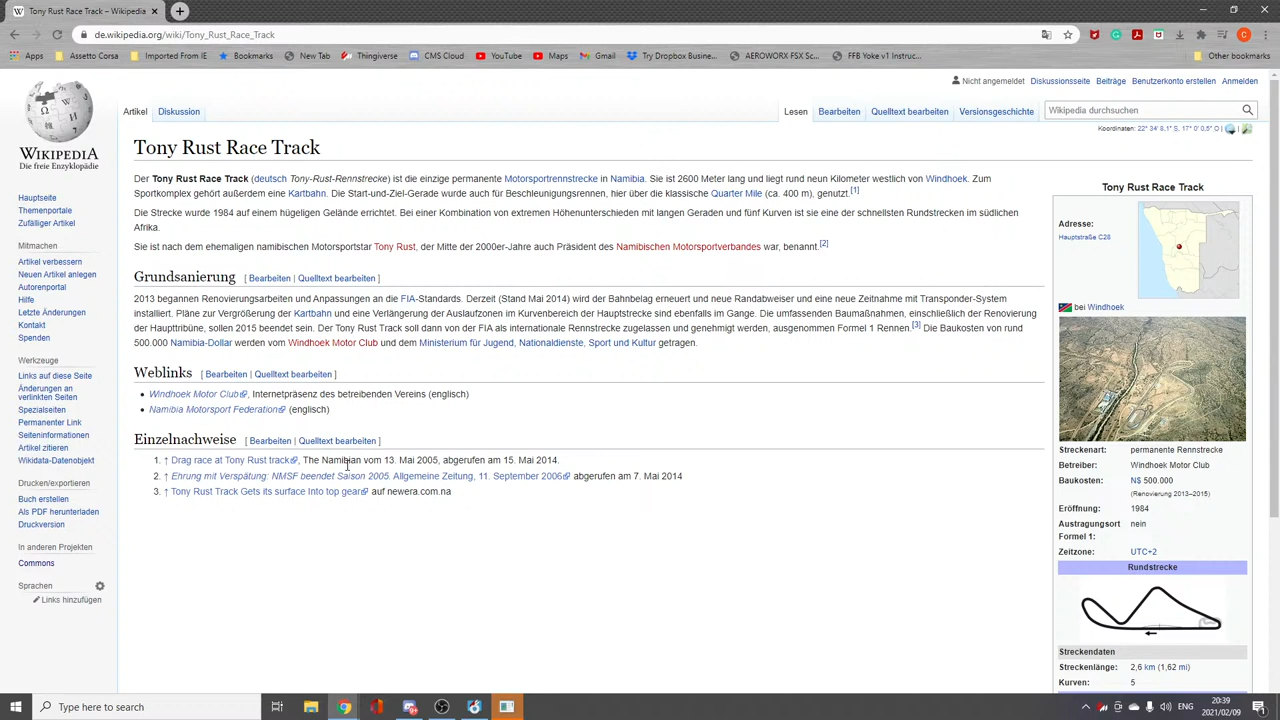 Tony Rust Race Track – Wikipedi
de.wikipedia.org/wiki/Tony_Rust_Race_Track
Apps
Assetto Corsa
Important From IE
Bookmarks
New Tab
Thingiverse
CMS Cloud
YouTube
Maps
Gmail
Try Dropbox Busine...
AEROWORX FSX Sc...
FFB Yoke v1 Instruc...
Other bookmarks
Nicht angemeldet Diskussionsseite Beiträge Benutzerkonto erstellen Anmelden
Artikel Diskussion
Lesen Bearbeiten Quelltext bearbeiten Versionsgeschichte
Wikipedia durchsuchen
Koordinaten: 22° 34′ 8,1″ S, 17° 0′ 0,5″ O
WIKIPEDIA
Die freie Enzyklopädie
Hauptseite
Themenportale
Zufälliger Artikel
Mitmachen
Artikel verbessern
Neuen Artikel anlegen
Autorenportal
Hilfe
Letzte Änderungen
Kontakt
Spenden
Werkzeuge
Links auf diese Seite
Änderungen an
verlinkten Seiten
Spezialseiten
Permanenter Link
Seiteninformationen
Artikel zitieren
Wikidata-Datenobjekt
Drucken/exportieren
Buch erstellen
Als PDF herunterladen
Druckversion
In anderen Projekten
Commons
Sprachen
Links hinzufügen
Tony Rust Race Track
Der Tony Rust Race Track (deutsch Tony-Rust-Rennstrecke) ist die einzige permanente Motorsportrennstrecke in Namibia. Sie ist 2600 Meter lang und liegt rund neun Kilometer westlich von Windhoek. Zum
Sportkomplex gehört außerdem eine Kartbahn. Die Start-und-Ziel-Gerade wurde auch für Beschleunigungsrennen, hier über die klassische Quarter Mile (ca. 400 m), genutzt.[1]
Die Strecke wurde 1984 auf einem hügeligen Gelände errichtet. Bei einer Kombination von extremen Höhenunterschieden mit langen Geraden und fünf Kurven ist sie eine der schnellsten Rundstrecken im südlichen
Afrika.
Sie ist nach dem ehemaligen namibischen Motorsportstar Tony Rust, der Mitte der 2000er-Jahre auch Präsident des Namibischen Motorsportverbandes war, benannt.[2]
Grundsanierung [ Bearbeiten | Quelltext bearbeiten ]
2013 begannen Renovierungsarbeiten und Anpassungen an die FIA-Standards. Derzeit (Stand Mai 2014) wird der Bahnbelag erneuert und neue Randabweiser und eine neue Zeitnahme mit Transponder-System
installiert. Pläne zur Vergrößerung der Kartbahn und eine Verlängerung der Auslaufzonen im Kurvenbereich der Hauptstrecke sind ebenfalls im Gange. Die umfassenden Baumaßnahmen, einschließlich der Renovierung
der Haupttribüne, sollen 2015 beendet sein. Der Tony Rust Track soll dann von der FIA als internationale Rennstrecke zugelassen und genehmigt werden, ausgenommen Formel 1 Rennen.[3] Die Baukosten von rund
500.000 Namibia-Dollar werden vom Windhoek Motor Club und dem Ministerium für Jugend, Nationaldienste, Sport und Kultur getragen.
Weblinks [ Bearbeiten | Quelltext bearbeiten ]
• Windhoek Motor Club, Internetpräsenz des betreibenden Vereins (englisch)
• Namibia Motorsport Federation (englisch)
Einzelnachweise [ Bearbeiten | Quelltext bearbeiten ]
1. ↑ Drag race at Tony Rust track, The Namibian vom 13. Mai 2005, abgerufen am 15. Mai 2014.
2. ↑ Ehrung mit Verspätung: NMSF beendet Saison 2005. Allgemeine Zeitung, 11. September 2006 abgerufen am 7. Mai 2014
3. ↑ Tony Rust Track Gets its surface Into top gear auf newera.com.na
Tony Rust Race Track
Adresse:
Hauptstraße C28
bei Windhoek
Streckenart: permanente Rennstrecke
Betreiber: Windhoek Motor Club
Baukosten: N$ 500.000
(Renovierung 2013–2015)
Eröffnung: 1984
Austragungsort nein
Formel 1:
Zeitzone: UTC+2
Rundstrecke
Streckendaten
Streckenlänge: 2,6 km (1,62 mi)
Kurven: 5
Type here to search
ENG
20:39
2021/02/09